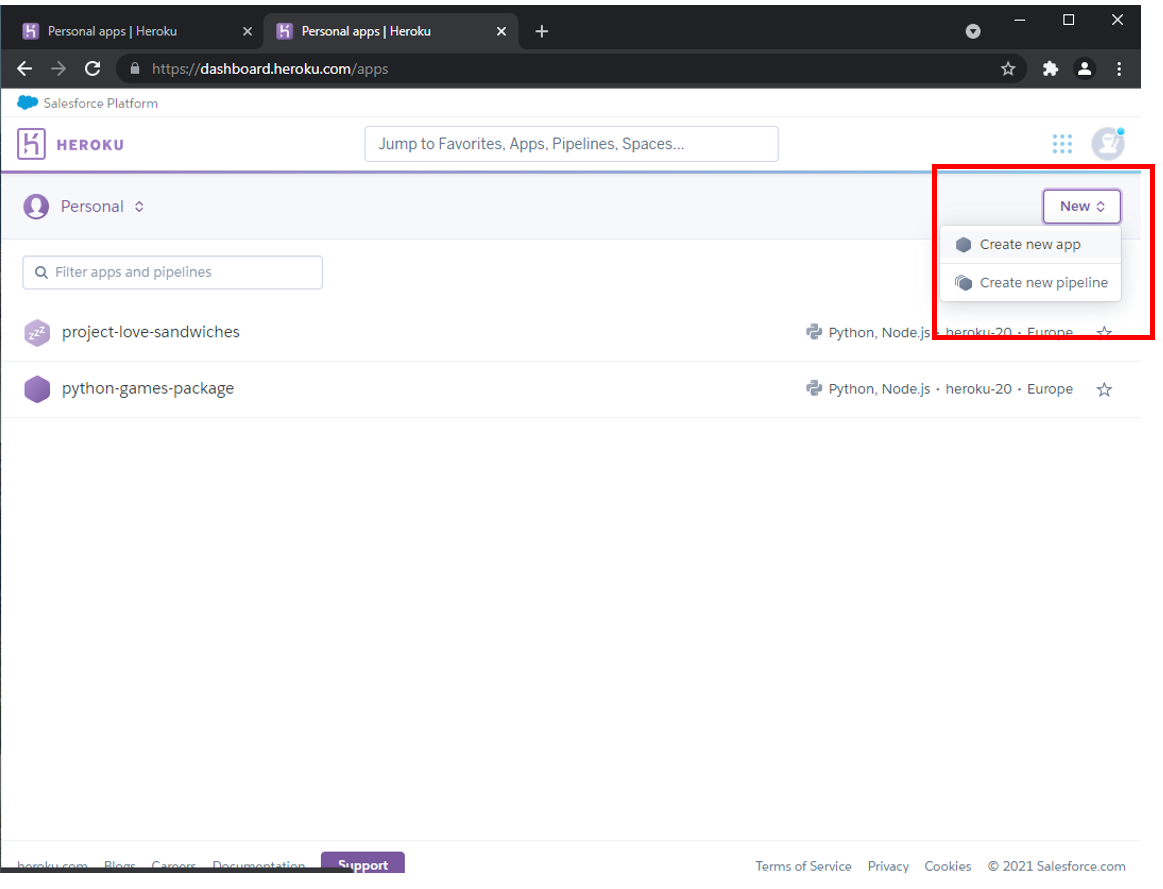 Personal apps | Heroku
Personal apps | Heroku
https://dashboard.heroku.com/apps
Salesforce Platform
HEROKU
Jump to Favorites, Apps, Pipelines, Spaces...
Personal
New
Create new app
Create new pipeline
Filter apps and pipelines
zzz
project-love-sandwiches
Python, Node.js · heroku-20 · Europe
python-games-package
Python, Node.js · heroku-20 · Europe
heroku.com Blogs Careers Documentation Support
Terms of Service Privacy Cookies © 2021 Salesforce.com